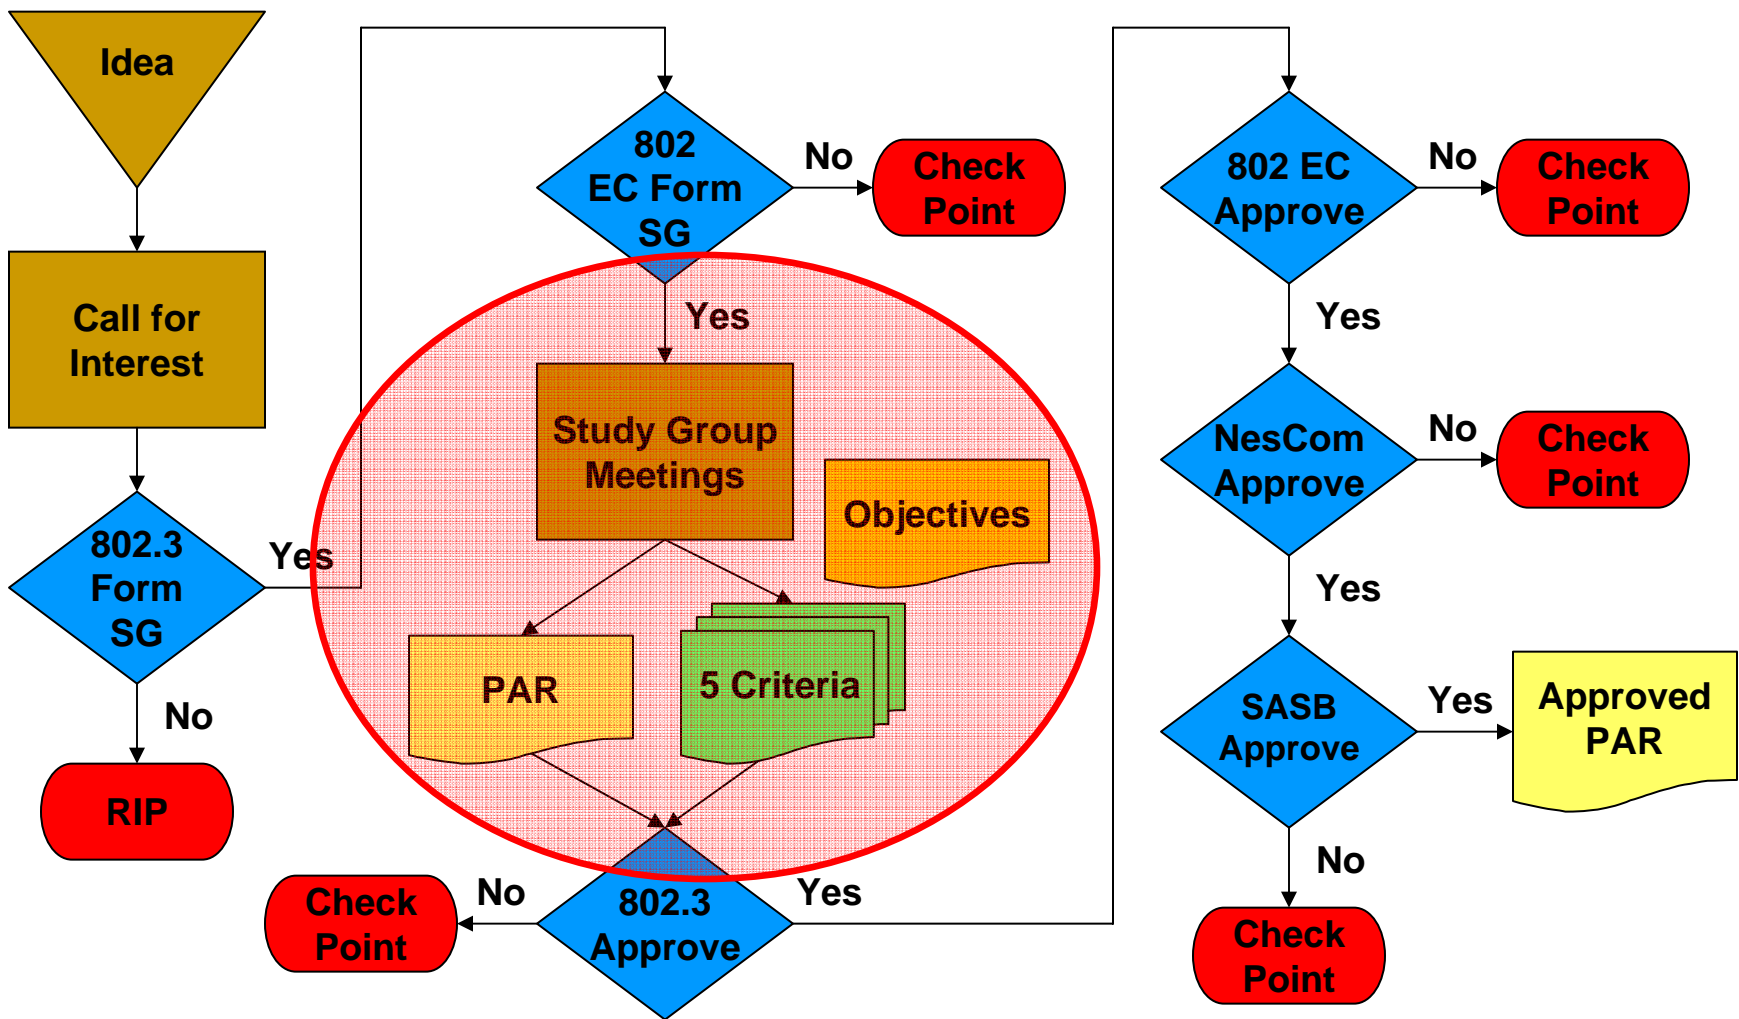 Idea
Call for
Interest
802.3
Form
SG
Yes
No
RIP
802
EC Form
SG
No
Check
Point
Yes
Study Group
Meetings
Objectives
PAR
5 Criteria
802.3
Approve
No
Check
Point
Yes
802 EC
Approve
No
Check
Point
Yes
NesCom
Approve
No
Check
Point
Yes
SASB
Approve
Yes
Approved
PAR
No
Check
Point